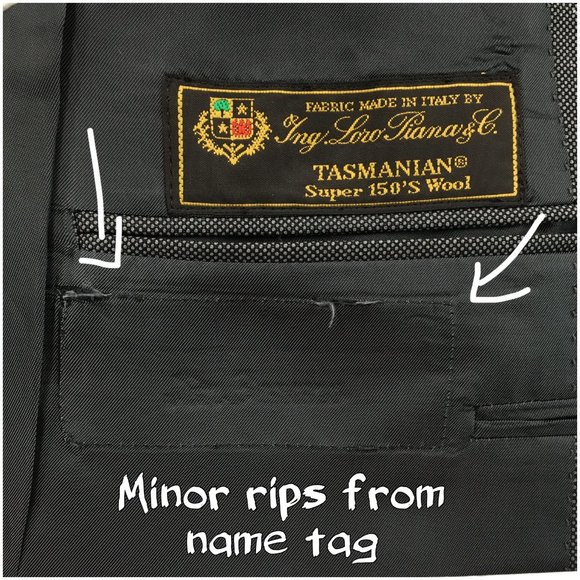 FABRIC MADE IN ITALY BY
Ing. Loro Piana & C.
TASMANIAN®
Super 150'S Wool
Minor rips from
name tag